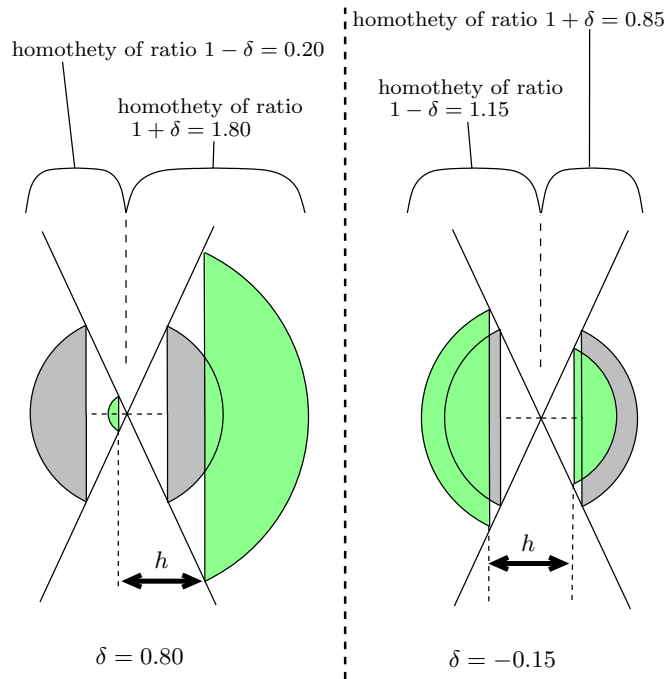 homothety of ratio 1 − δ = 0.20
homothety of ratio
1 + δ = 1.80
h
δ = 0.80
homothety of ratio 1 + δ = 0.85
homothety of ratio
1 − δ = 1.15
h
δ = −0.15